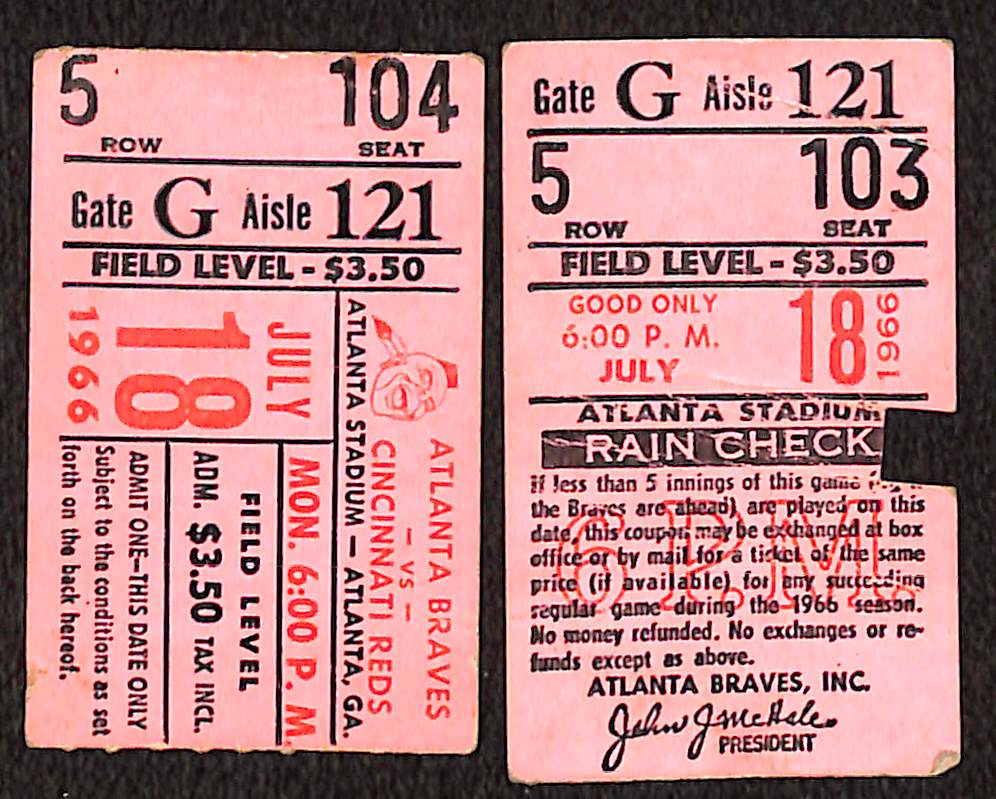 5 104
ROW SEAT
Gate G Aisle 121
FIELD LEVEL - $3.50
1966
18
JULY
ATLANTA BRAVES
- VS -
CINCINNATI REDS
ATLANTA STADIUM - ATLANTA, GA.
MON. 6:00 P. M.
FIELD LEVEL
ADM. $3.50 TAX INCL.
ADMIT ONE—THIS DATE ONLY
Subject to the conditions as set
forth on the back hereof.
Gate G Aisle 121
5 103
ROW SEAT
FIELD LEVEL - $3.50
GOOD ONLY
6:00 P. M.
JULY
18
1966
ATLANTA STADIUM
RAIN CHECK
If less than 5 innings of this game
the Braves are ahead) are played on this
date, this coupon may be exchanged at box
office or by mail for a ticket of the same
price (if available) for any succeeding
regular game during the 1966 season.
No money refunded. No exchanges or re-
funds except as above.
6 P.M.
ATLANTA BRAVES, INC.
John J McHale
PRESIDENT